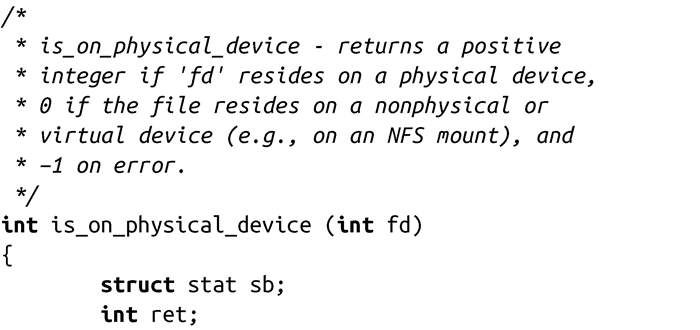 /*
 * is_on_physical_device - returns a positive
 * integer if 'fd' resides on a physical device,
 * 0 if the file resides on a nonphysical or
 * virtual device (e.g., on an NFS mount), and
 * −1 on error.
 */
int is_on_physical_device (int fd)
{
        struct stat sb;
        int ret;